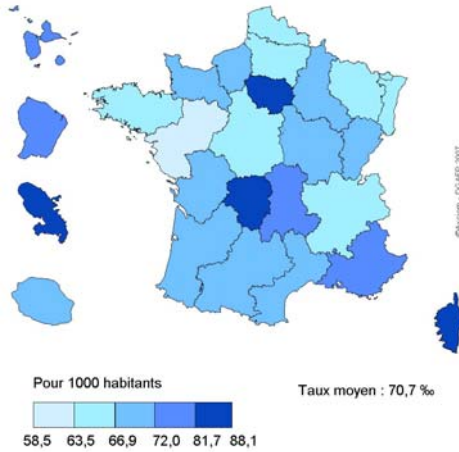 Pour 1000 habitants
Taux moyen : 70,7 ‰
58,5 63,5 66,9 72,0 81,7 88,1